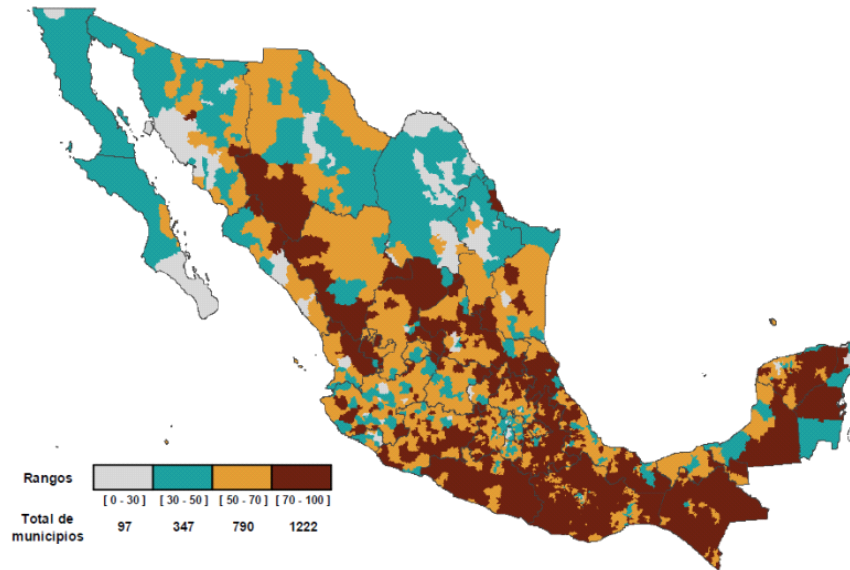 Rangos
[ 0 - 30 ] [ 30 - 50 ] [ 50 - 70 ] [ 70 - 100 ]
Total de municipios 97 347 790 1222